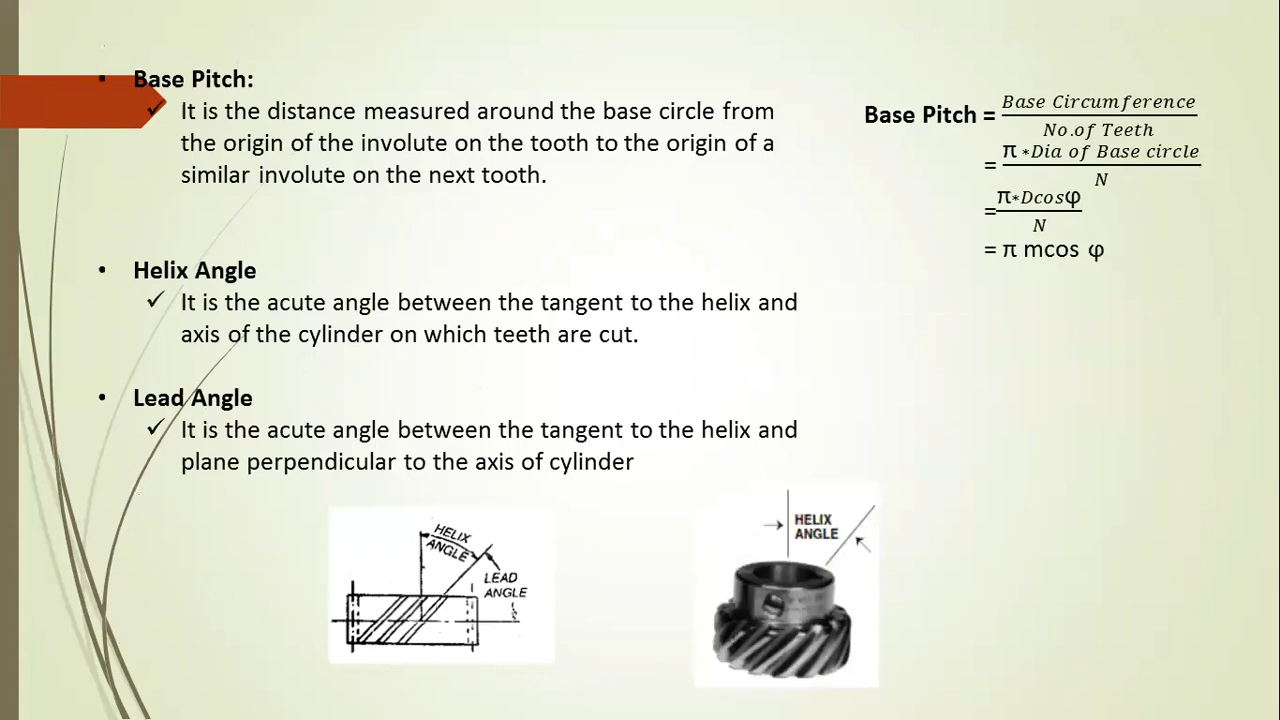 • Base Pitch:
✓ It is the distance measured around the base circle from
the origin of the involute on the tooth to the origin of a
similar involute on the next tooth.
Base Pitch = Base Circumference / No.of Teeth
= π *Dia of Base circle / N
= π*Dcosφ / N
= π mcos φ
• Helix Angle
✓ It is the acute angle between the tangent to the helix and
axis of the cylinder on which teeth are cut.
• Lead Angle
✓ It is the acute angle between the tangent to the helix and
plane perpendicular to the axis of cylinder
HELIX
ANGLE
LEAD
ANGLE
HELIX
ANGLE